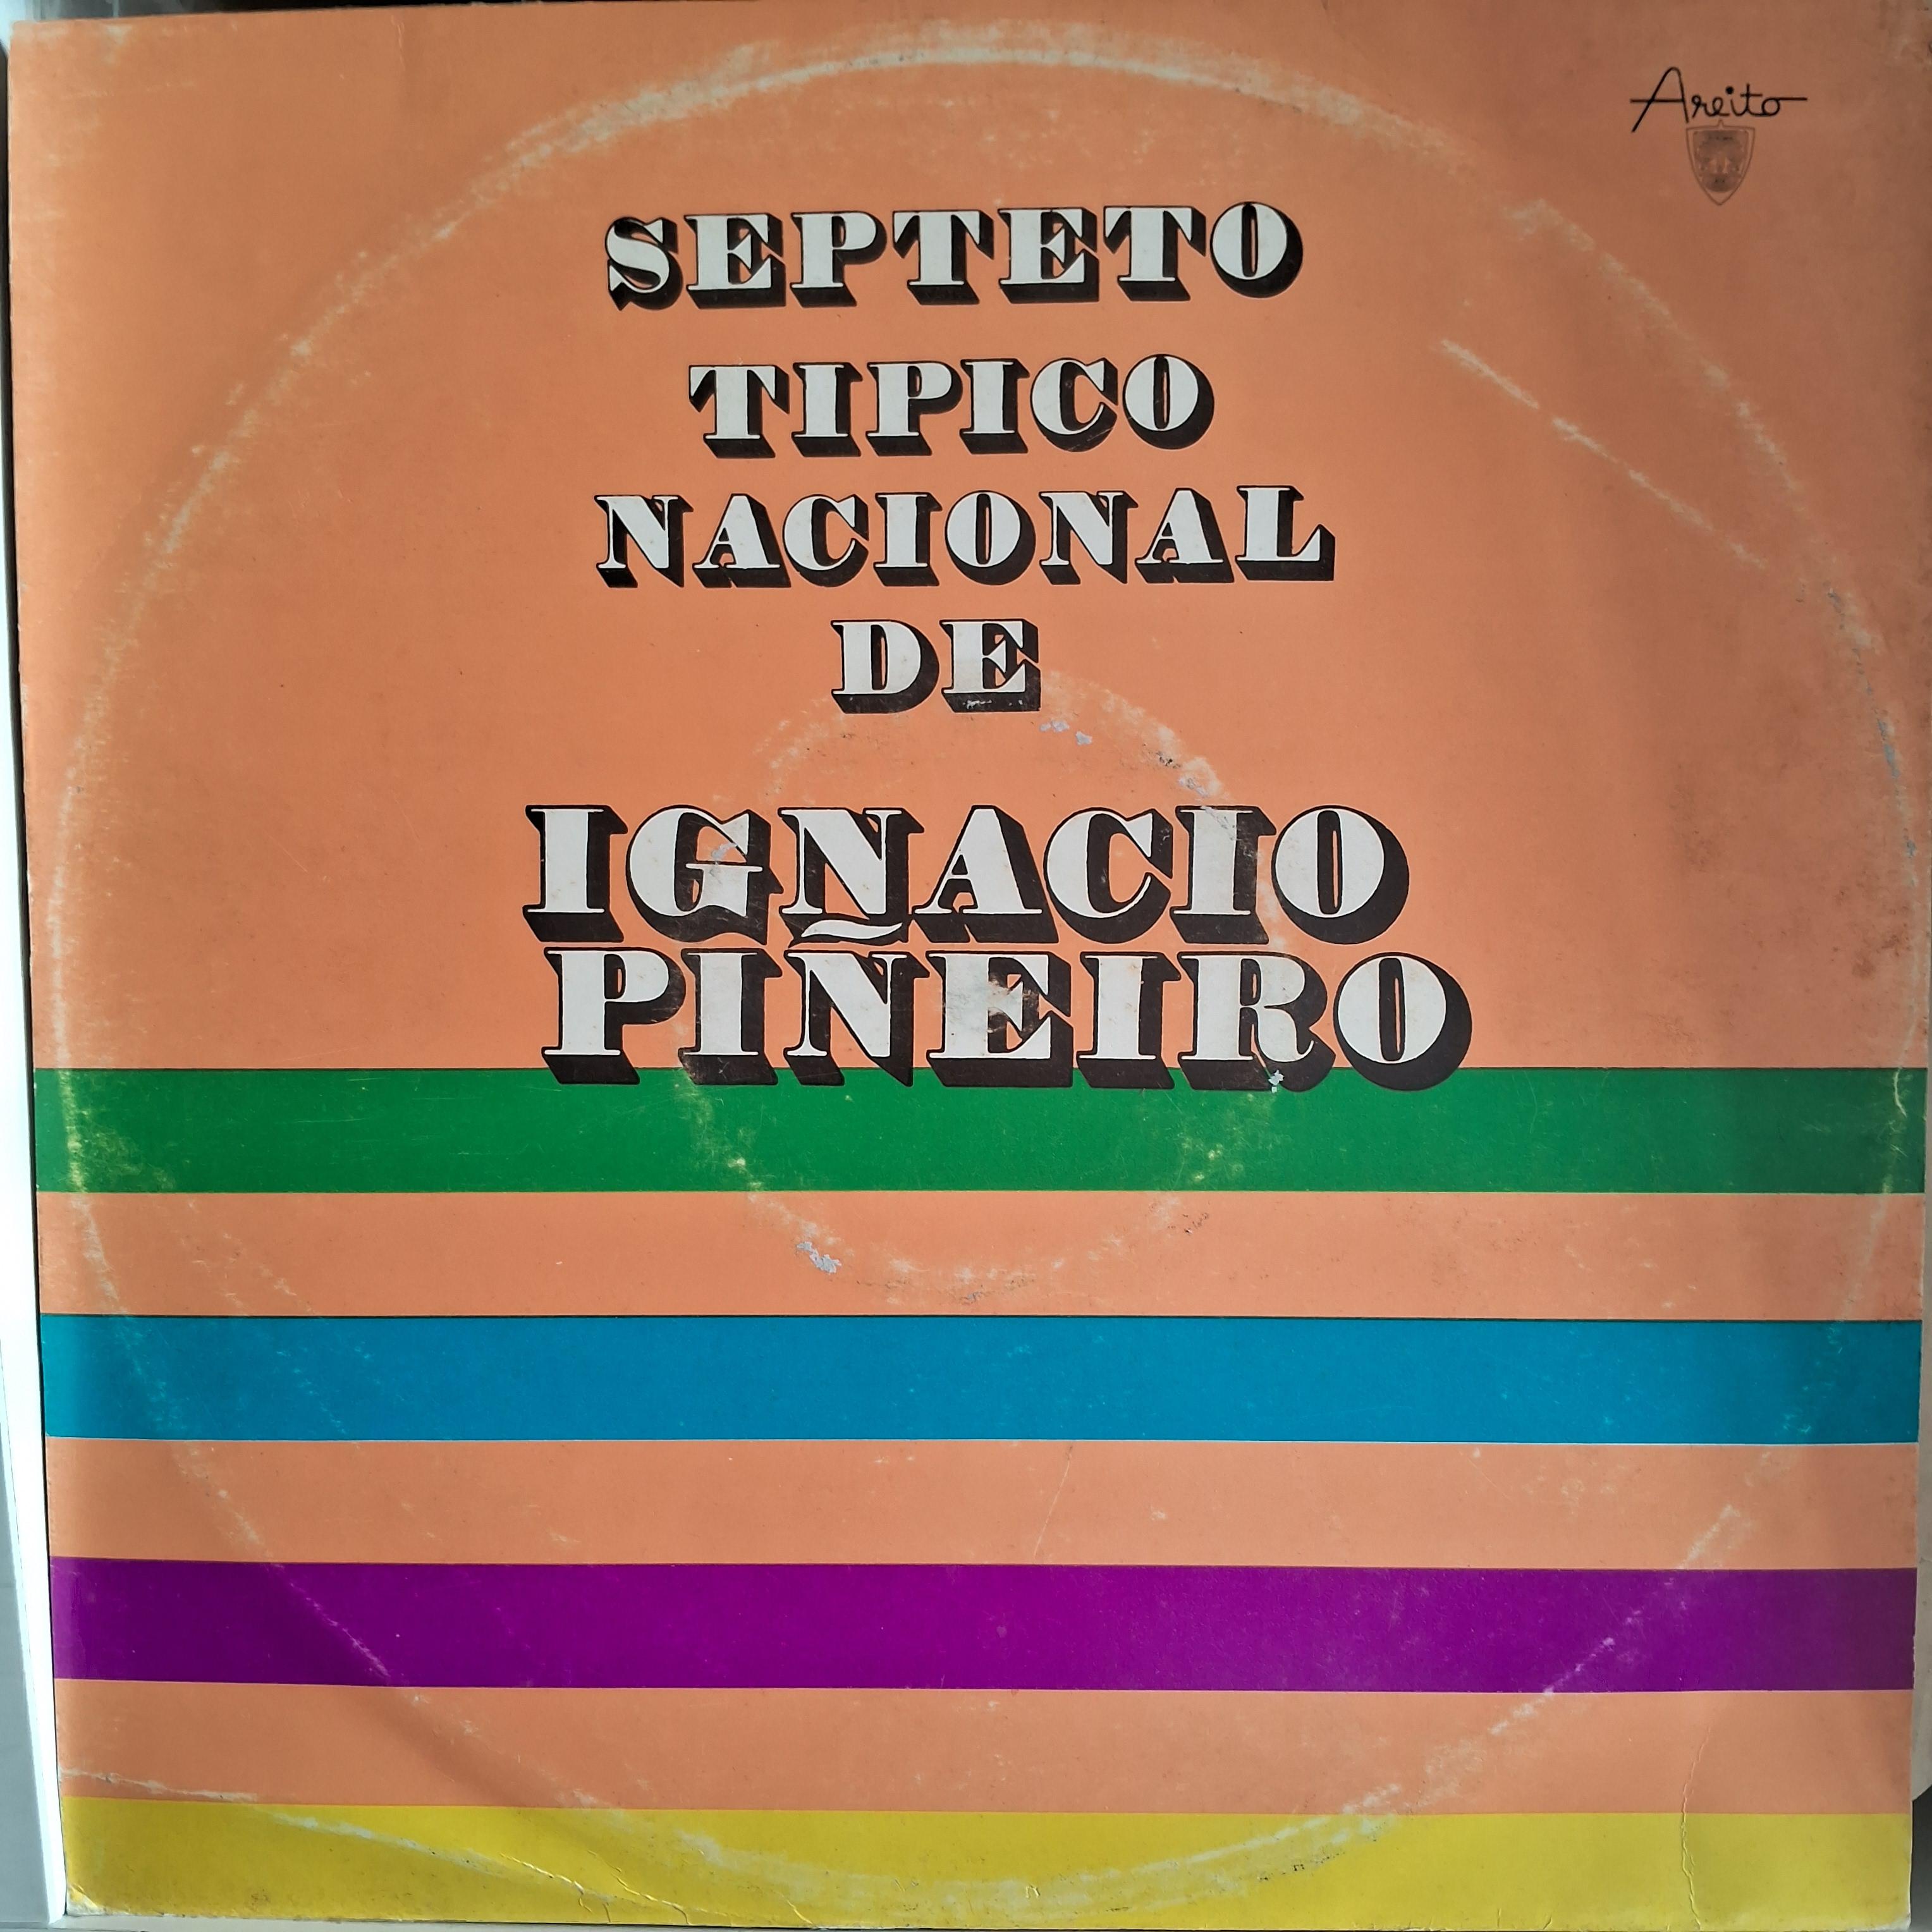 Areito
SEPTETO
TIPICO
NACIONAL
DE
IGNACIO
PIÑEIRO